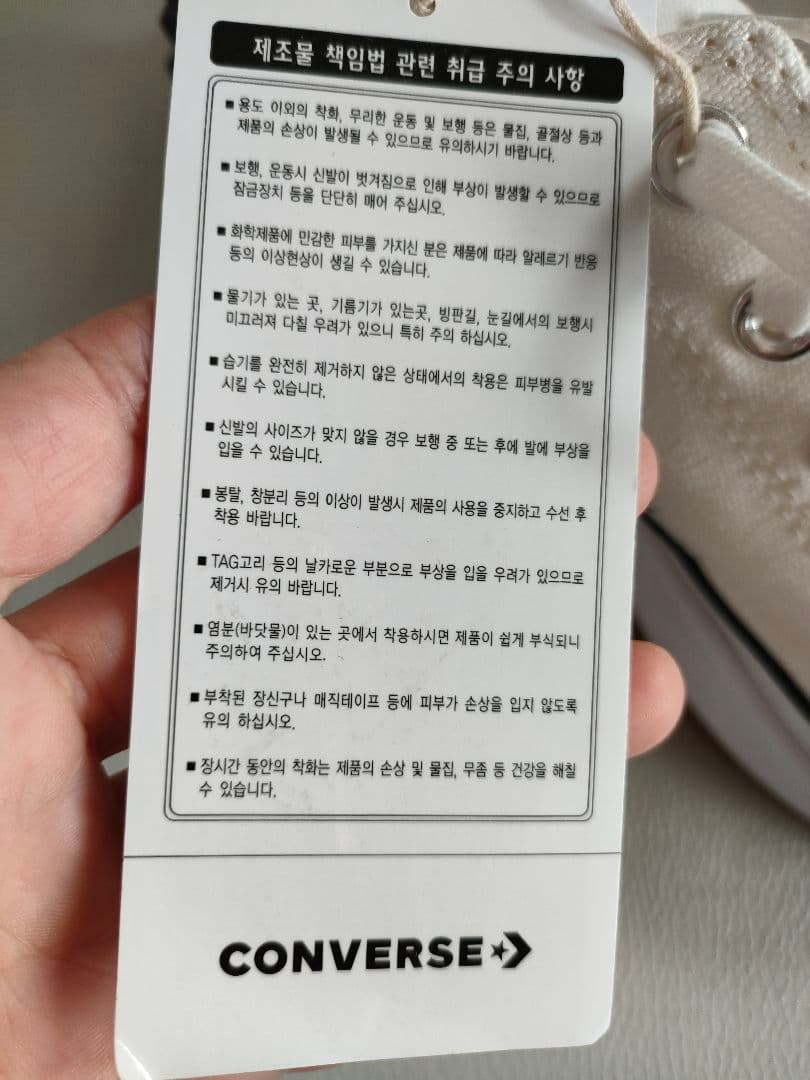 제조물 책임법 관련 취급 주의 사항
■ 용도 이외의 착화, 무리한 운동 및 보행 등은 물집, 골절상 등과
제품의 손상이 발생될 수 있으므로 유의하시기 바랍니다.
■ 보행, 운동시 신발이 벗겨짐으로 인해 부상이 발생할 수 있으므로
잠금장치 등을 단단히 매어 주십시오.
■ 화학제품에 민감한 피부를 가지신 분은 제품에 따라 알레르기 반응
등의 이상현상이 생길 수 있습니다.
■ 물기가 있는 곳, 기름기가 있는곳, 빙판길, 눈길에서의 보행시
미끄러져 다칠 우려가 있으니 특히 주의 하십시오.
■ 습기를 완전히 제거하지 않은 상태에서의 착용은 피부병을 유발
시킬 수 있습니다.
■ 신발의 사이즈가 맞지 않을 경우 보행 중 또는 후에 발에 부상을
입을 수 있습니다.
■ 봉탈, 창분리 등의 이상이 발생시 제품의 사용을 중지하고 수선 후
착용 바랍니다.
■ TAG고리 등의 날카로운 부분으로 부상을 입을 우려가 있으므로
제거시 유의 바랍니다.
■ 염분(바닷물)이 있는 곳에서 착용하시면 제품이 쉽게 부식되니
주의하여 주십시오.
■ 부착된 장신구나 매직테이프 등에 피부가 손상을 입지 않도록
유의 하십시오.
■ 장시간 동안의 착화는 제품의 손상 및 물집, 무좀 등 건강을 해칠
수 있습니다.
CONVERSE